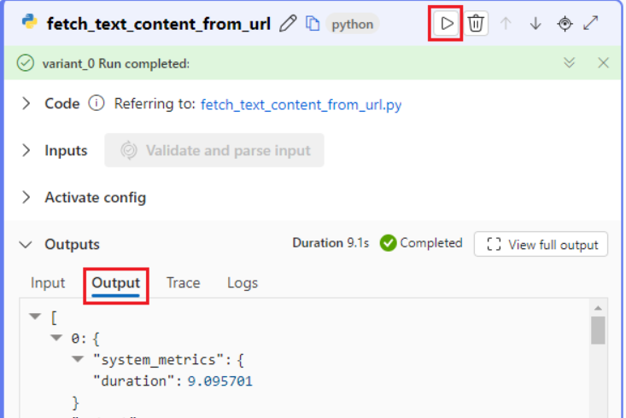 fetch_text_content_from_url python
variant_0 Run completed:
Code Referring to: fetch_text_content_from_url.py
Inputs Validate and parse input
Activate config
Outputs Duration 9.1s Completed View full output
Input Output Trace Logs
[
0: {
"system_metrics": {
"duration": 9.095701
}